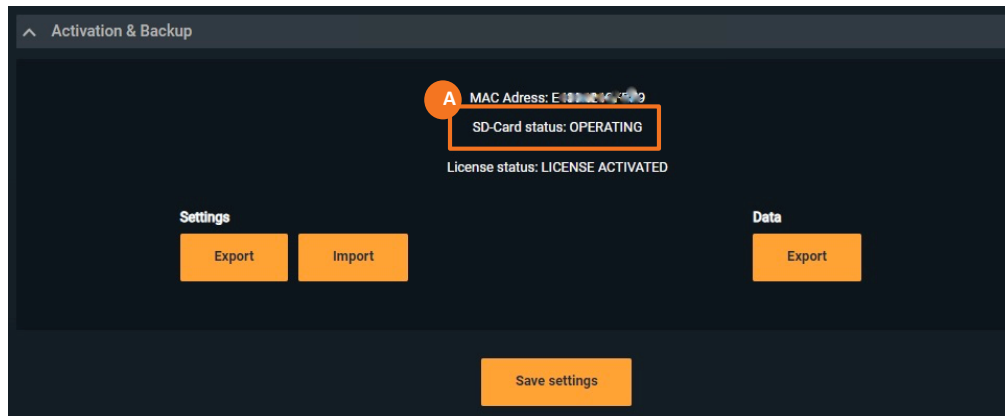 Activation & Backup
A
MAC Adress:
SD-Card status: OPERATING
License status: LICENSE ACTIVATED
Settings
Data
Export
Import
Export
Save settings